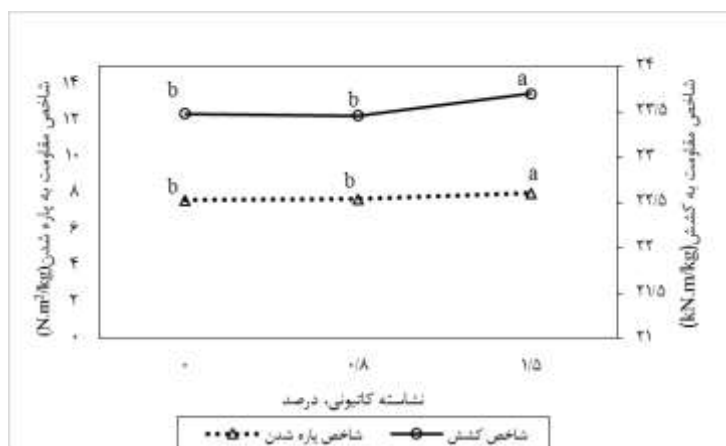 شاخص مقاومت به پاره شدن (N.m²/kg)
۱۴
۱۲
۱۰
۸
۶
۴
۲
۰
b
b
a
b
b
a
۲۴
۲۳/۵
۲۳
۲۲/۵
۲۲
۲۱/۵
۲۱
شاخص مقاومت به کشش (kN.m/kg)
۰ ۰/۸ ۱/۵
نشاسته کاتیونی، درصد
شاخص کشش شاخص پاره شدن